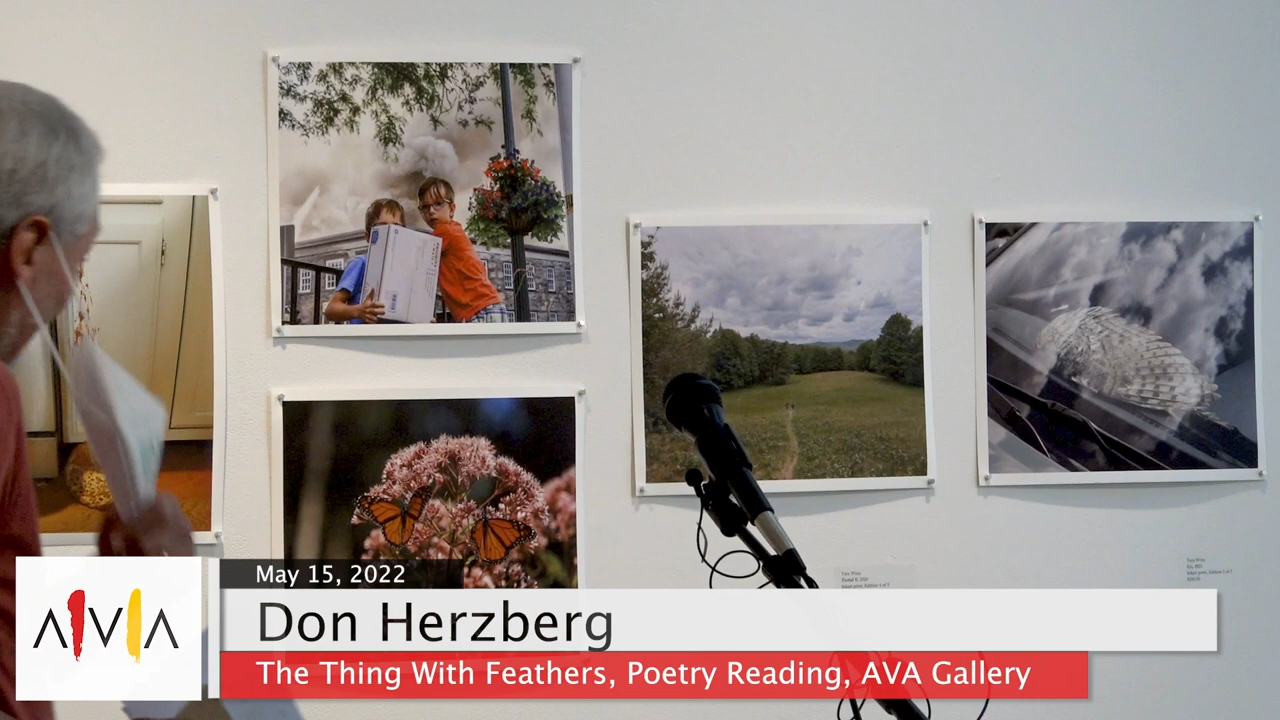 May 15, 2022
Don Herzberg
AVA
The Thing With Feathers, Poetry Reading, AVA Gallery